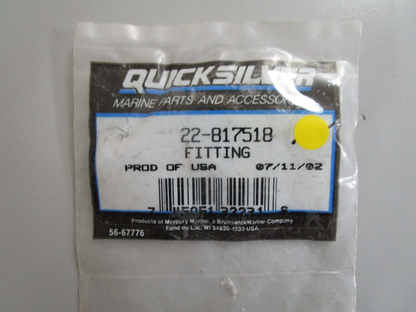 QUICKSILVER
MARINE PARTS AND ACCESSORIES
22-817518
FITTING
PROD OF USA 07/11/02
Products of Mercury Marine, a Brunswick Marine Company
Fond du Lac, WI 54935-1939 USA
56-67776